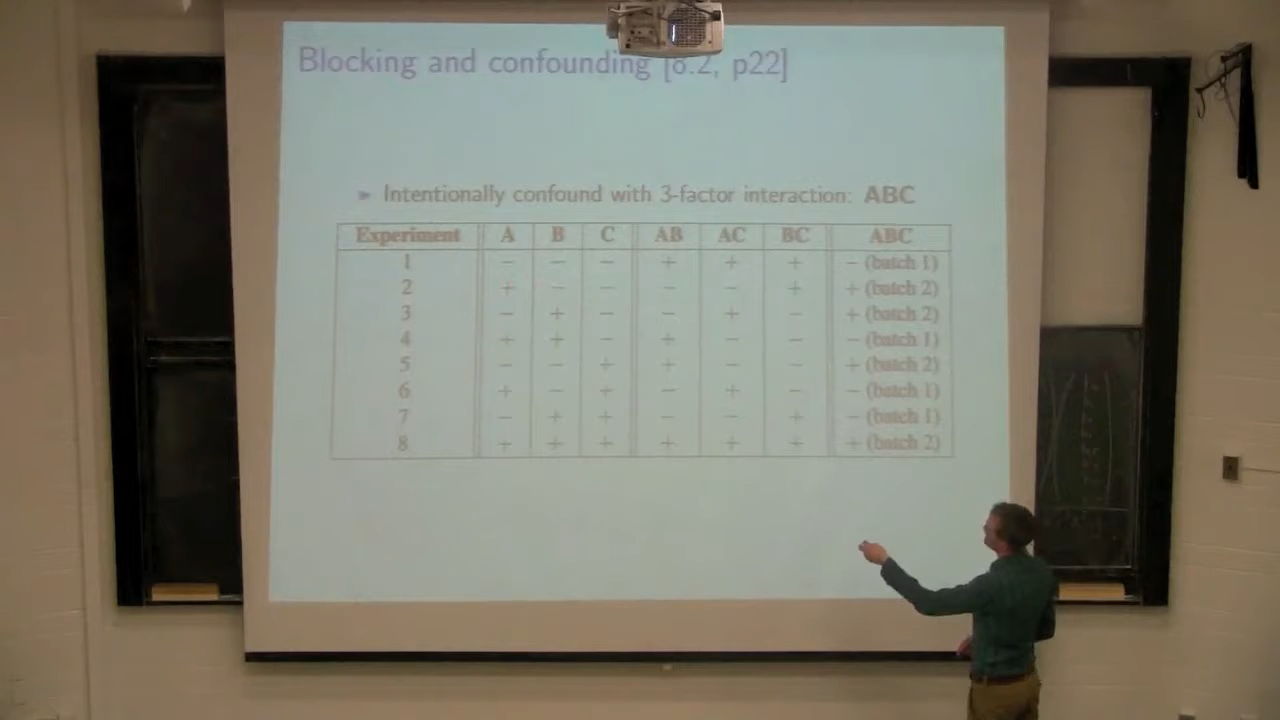 Blocking and confounding [8.2, p22]
► Intentionally confound with 3-factor interaction: ABC
Experiment A B C AB AC BC ABC
1 − − − + + + − (batch 1)
2 + − − − − + + (batch 2)
3 − + − − + − + (batch 2)
4 + + − + − − − (batch 1)
5 − − + + − − + (batch 2)
6 + − + − + − − (batch 1)
7 − + + − − + − (batch 1)
8 + + + + + + + (batch 2)